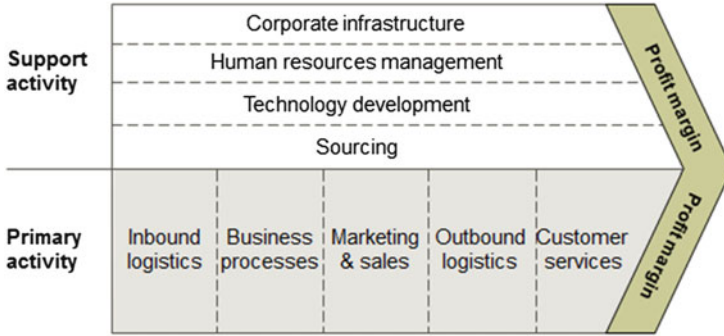 Support
activity
Corporate infrastructure
Human resources management
Technology development
Sourcing
Profit margin
Primary
activity
Inbound
logistics
Business
processes
Marketing
& sales
Outbound
logistics
Customer
services
Profit margin